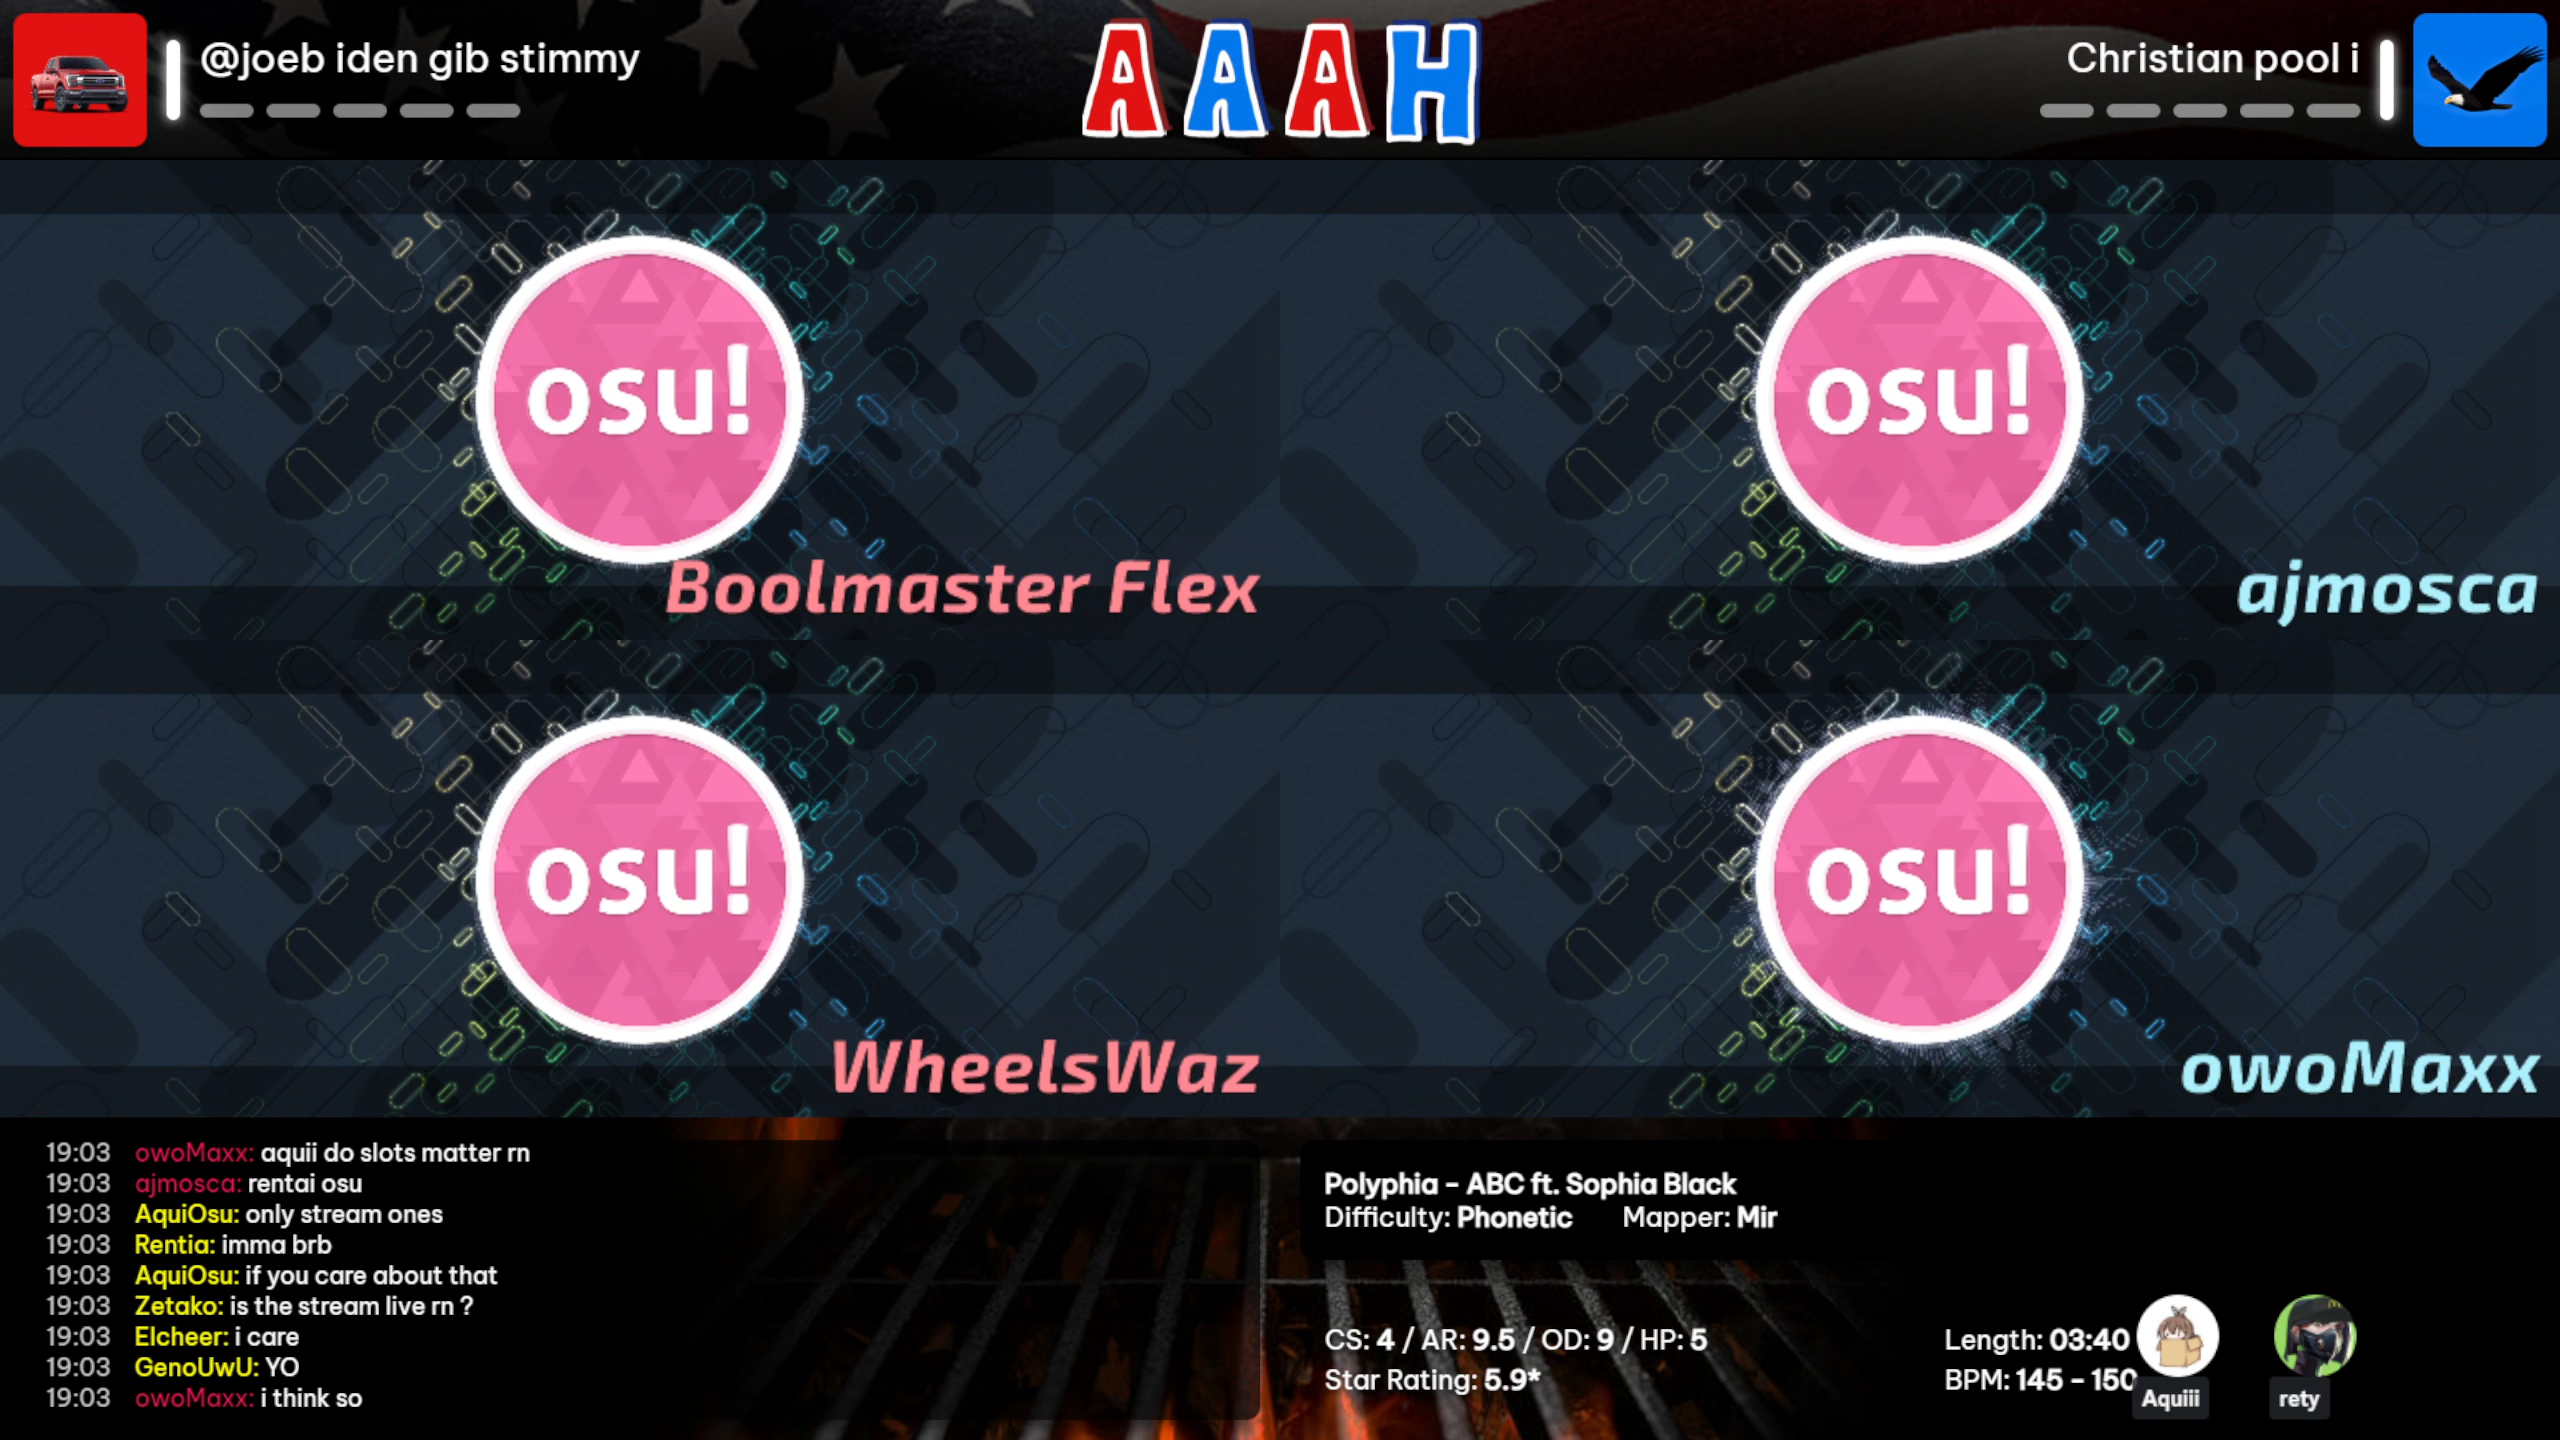 @joeb iden gib stimmy
AAAH
Christian pool i
osu!
Boolmaster Flex
osu!
ajmosca
osu!
WheelsWaz
osu!
owoMaxx
19:03 owoMaxx: aquii do slots matter rn
19:03 ajmosca: rentai osu
19:03 AquiOsu: only stream ones
19:03 Rentia: imma brb
19:03 AquiOsu: if you care about that
19:03 Zetako: is the stream live rn ?
19:03 Elcheer: i care
19:03 GenoUwU: YO
19:03 owoMaxx: i think so
Polyphia - ABC ft. Sophia Black
Difficulty: Phonetic Mapper: Mir
CS: 4 / AR: 9.5 / OD: 9 / HP: 5
Star Rating: 5.9*
Length: 03:40
BPM: 145 - 150
Aquiii
rety